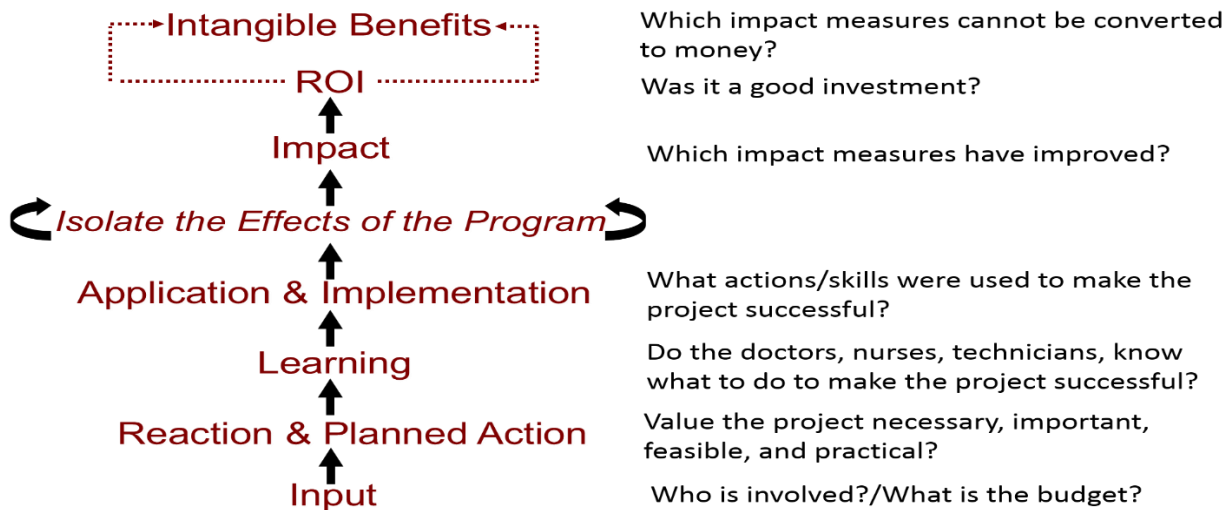 Intangible Benefits
Which impact measures cannot be converted
to money?
ROI
Was it a good investment?
Impact
Which impact measures have improved?
Isolate the Effects of the Program
Application & Implementation
What actions/skills were used to make the
project successful?
Learning
Do the doctors, nurses, technicians, know
what to do to make the project successful?
Reaction & Planned Action
Value the project necessary, important,
feasible, and practical?
Input
Who is involved?/What is the budget?